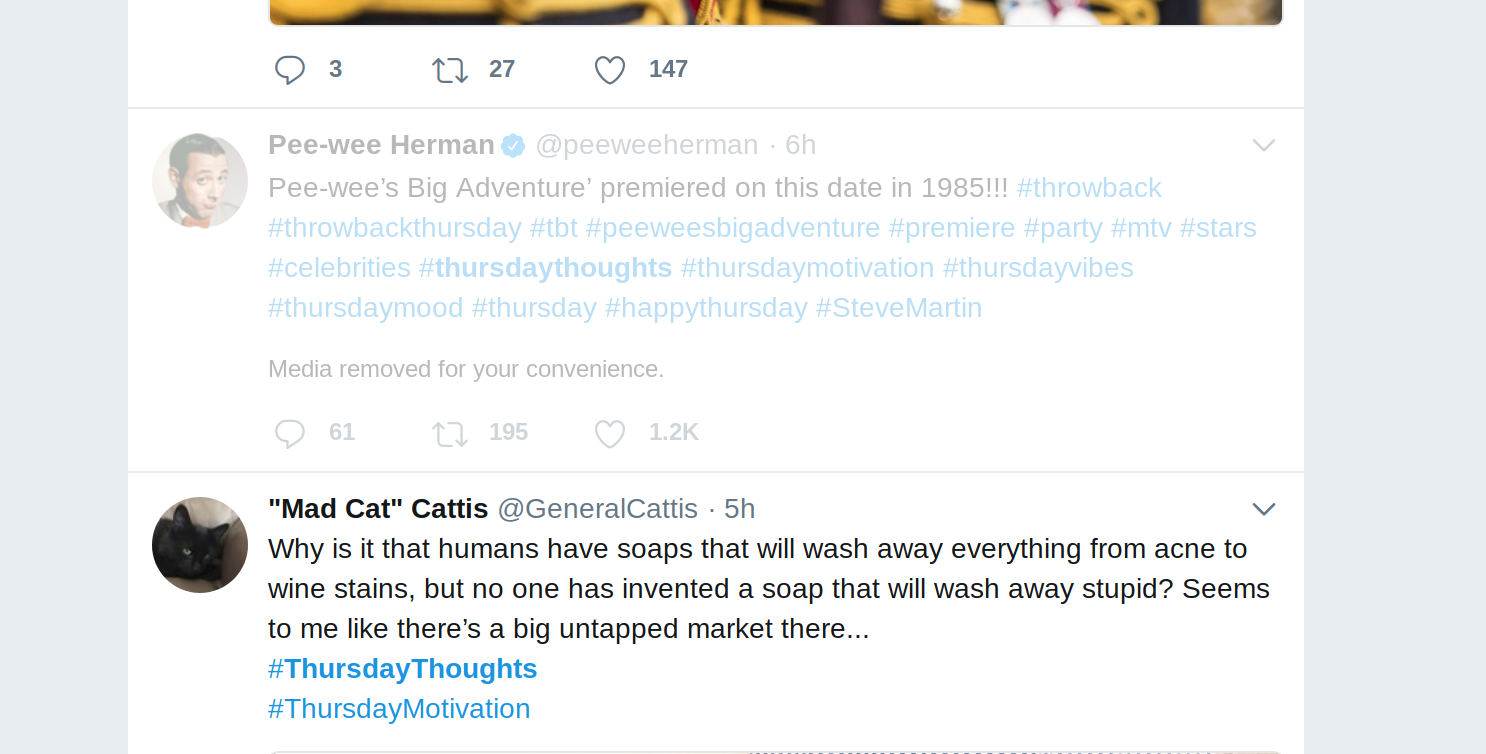 3 27 147
Pee-wee Herman @peeweeherman · 6h
Pee-wee’s Big Adventure’ premiered on this date in 1985!!! #throwback
#throwbackthursday #tbt #peeweesbigadventure #premiere #party #mtv #stars
#celebrities #thursdaythoughts #thursdaymotivation #thursdayvibes
#thursdaymood #thursday #happythursday #SteveMartin
Media removed for your convenience.
61 195 1.2K
"Mad Cat" Cattis @GeneralCattis · 5h
Why is it that humans have soaps that will wash away everything from acne to
wine stains, but no one has invented a soap that will wash away stupid? Seems
to me like there’s a big untapped market there...
#ThursdayThoughts
#ThursdayMotivation